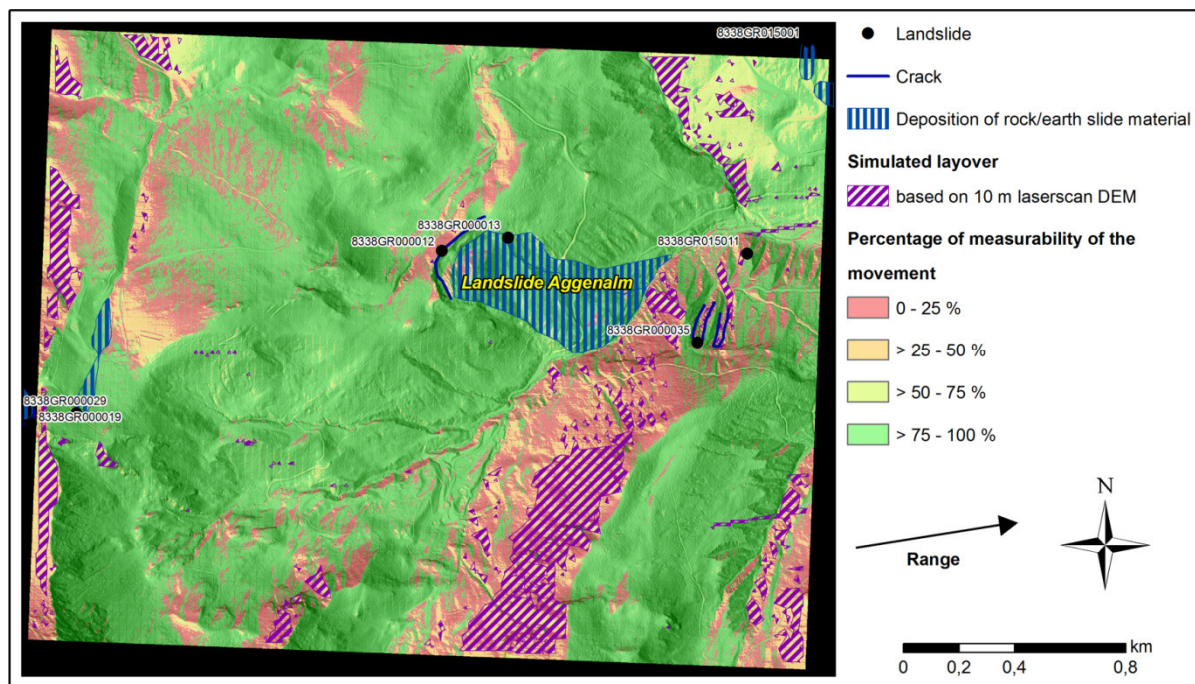 8338GR015001
8338GR000013
8338GR000012
8338GR015011
Landslide Aggenalm
8338GR000035
8338GR000029
8338GR000019
Landslide
Crack
Deposition of rock/earth slide material
Simulated layover
based on 10 m laserscan DEM
Percentage of measurability of the
movement
0 - 25 %
> 25 - 50 %
> 50 - 75 %
> 75 - 100 %
N
Range
km
0 0,2 0,4 0,8